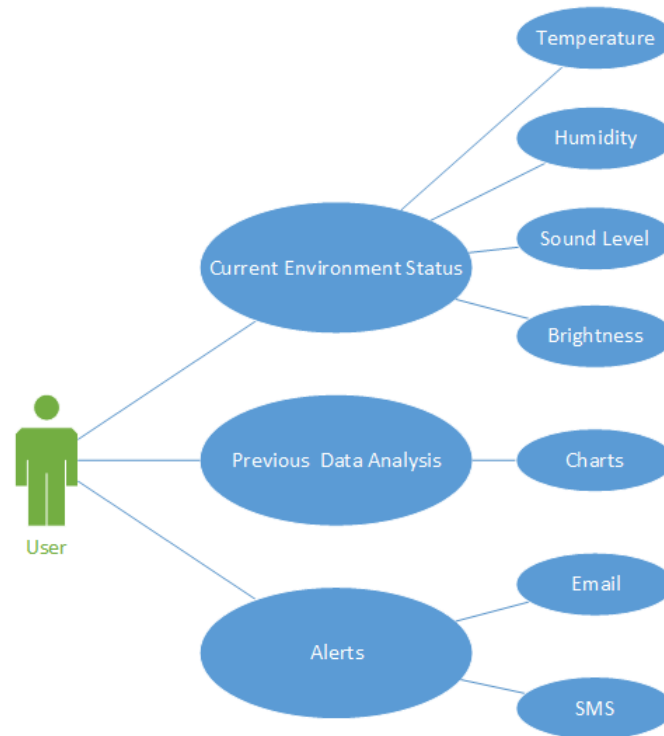 Temperature
Humidity
Sound Level
Current Environment Status
Brightness
Previous Data Analysis
Charts
User
Email
Alerts
SMS